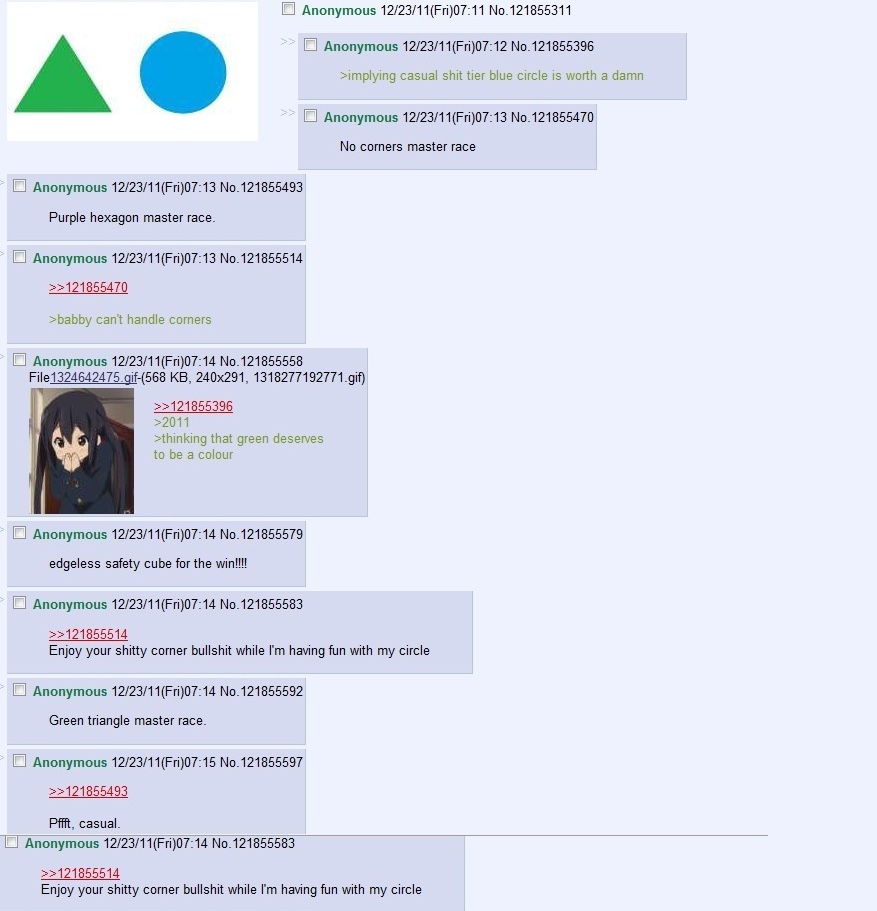 Anonymous 12/23/11(Fri)07:11 No.121855311
>> Anonymous 12/23/11(Fri)07:12 No.121855396
>implying casual shit tier blue circle is worth a damn
>> Anonymous 12/23/11(Fri)07:13 No.121855470
No corners master race
> Anonymous 12/23/11(Fri)07:13 No.121855493
Purple hexagon master race.
> Anonymous 12/23/11(Fri)07:13 No.121855514
>>121855470
>babby can't handle corners
> Anonymous 12/23/11(Fri)07:14 No.121855558
File1324642475.gif-(568 KB, 240x291, 1318277192771.gif)
>>121855396
>2011
>thinking that green deserves
to be a colour
> Anonymous 12/23/11(Fri)07:14 No.121855579
edgeless safety cube for the win!!!!
> Anonymous 12/23/11(Fri)07:14 No.121855583
>>121855514
Enjoy your shitty corner bullshit while I'm having fun with my circle
> Anonymous 12/23/11(Fri)07:14 No.121855592
Green triangle master race.
> Anonymous 12/23/11(Fri)07:15 No.121855597
>>121855493
Pffft, casual.
Anonymous 12/23/11(Fri)07:14 No.121855583
>>121855514
Enjoy your shitty corner bullshit while I'm having fun with my circle